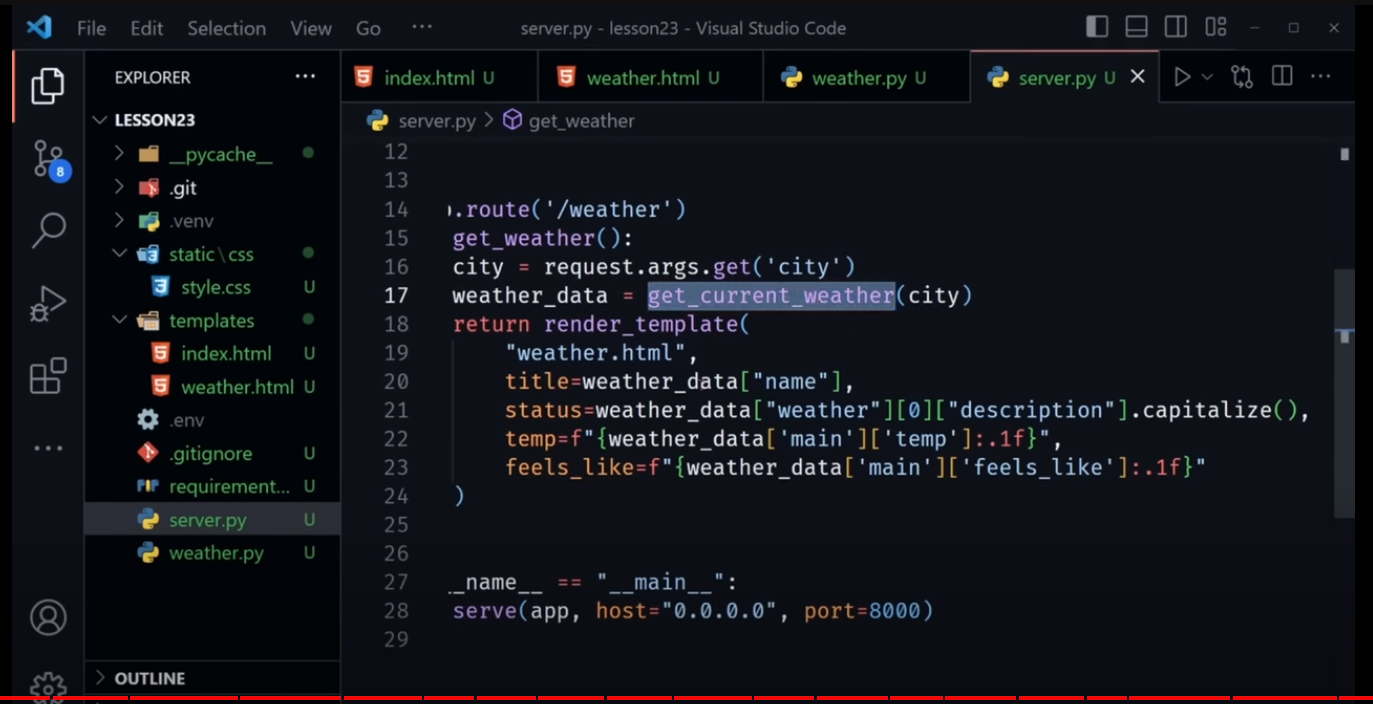 File Edit Selection View Go ··· server.py - lesson23 - Visual Studio Code
EXPLORER ···
LESSON23
__pycache__
.git
.venv
static\css
style.css U
templates
index.html U
weather.html U
.env
.gitignore U
requirement... U
server.py U
weather.py U
OUTLINE
8
index.html U weather.html U weather.py U server.py U
server.py > get_weather
12
13
14 .route('/weather')
15 get_weather():
16 city = request.args.get('city')
17 weather_data = get_current_weather(city)
18 return render_template(
19 "weather.html",
20 title=weather_data["name"],
21 status=weather_data["weather"][0]["description"].capitalize(),
22 temp=f"{weather_data['main']['temp']:.1f}",
23 feels_like=f"{weather_data['main']['feels_like']:.1f}"
24 )
25
26
27 __name__ == "__main__":
28 serve(app, host="0.0.0.0", port=8000)
29